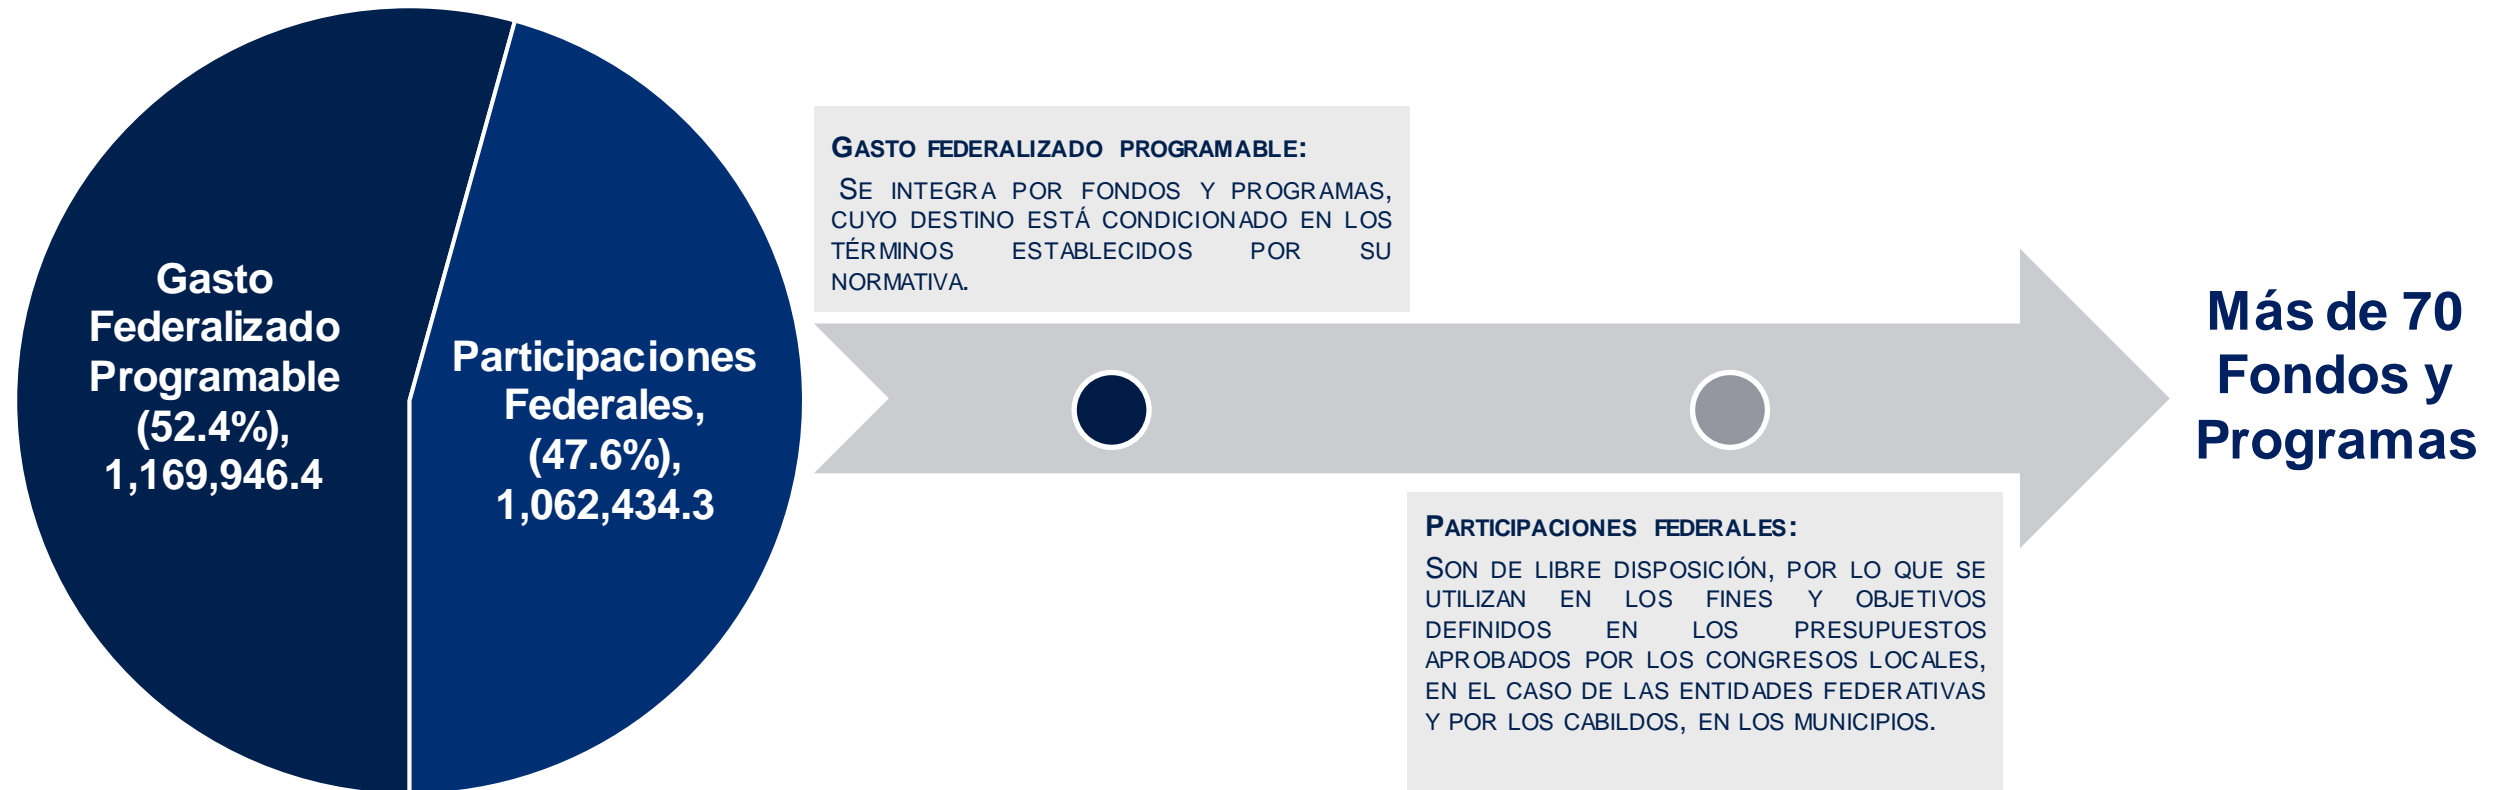 Gasto
Federalizado
Programable
(52.4%),
1,169,946.4
Participaciones
Federales,
(47.6%),
1,062,434.3
GASTO FEDERALIZADO PROGRAMABLE:
SE INTEGRA POR FONDOS Y PROGRAMAS,
CUYO DESTINO ESTÁ CONDICIONADO EN LOS
TÉRMINOS ESTABLECIDOS POR SU
NORMATIVA.
PARTICIPACIONES FEDERALES:
SON DE LIBRE DISPOSICIÓN, POR LO QUE SE
UTILIZAN EN LOS FINES Y OBJETIVOS
DEFINIDOS EN LOS PRESUPUESTOS
APROBADOS POR LOS CONGRESOS LOCALES,
EN EL CASO DE LAS ENTIDADES FEDERATIVAS
Y POR LOS CABILDOS, EN LOS MUNICIPIOS.
Más de 70
Fondos y
Programas